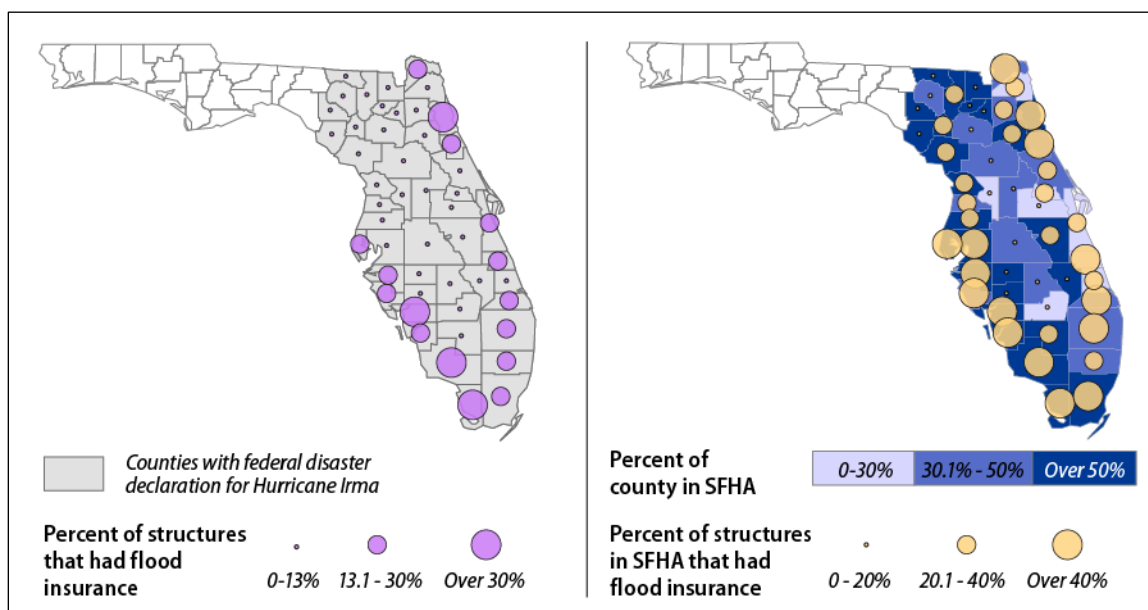 Counties with federal disaster
declaration for Hurricane Irma
Percent of structures
that had flood
insurance
0-13%
13.1 - 30%
Over 30%
Percent of
county in SFHA
0-30%
30.1% - 50%
Over 50%
Percent of structures
in SFHA that had
flood insurance
0 - 20%
20.1 - 40%
Over 40%